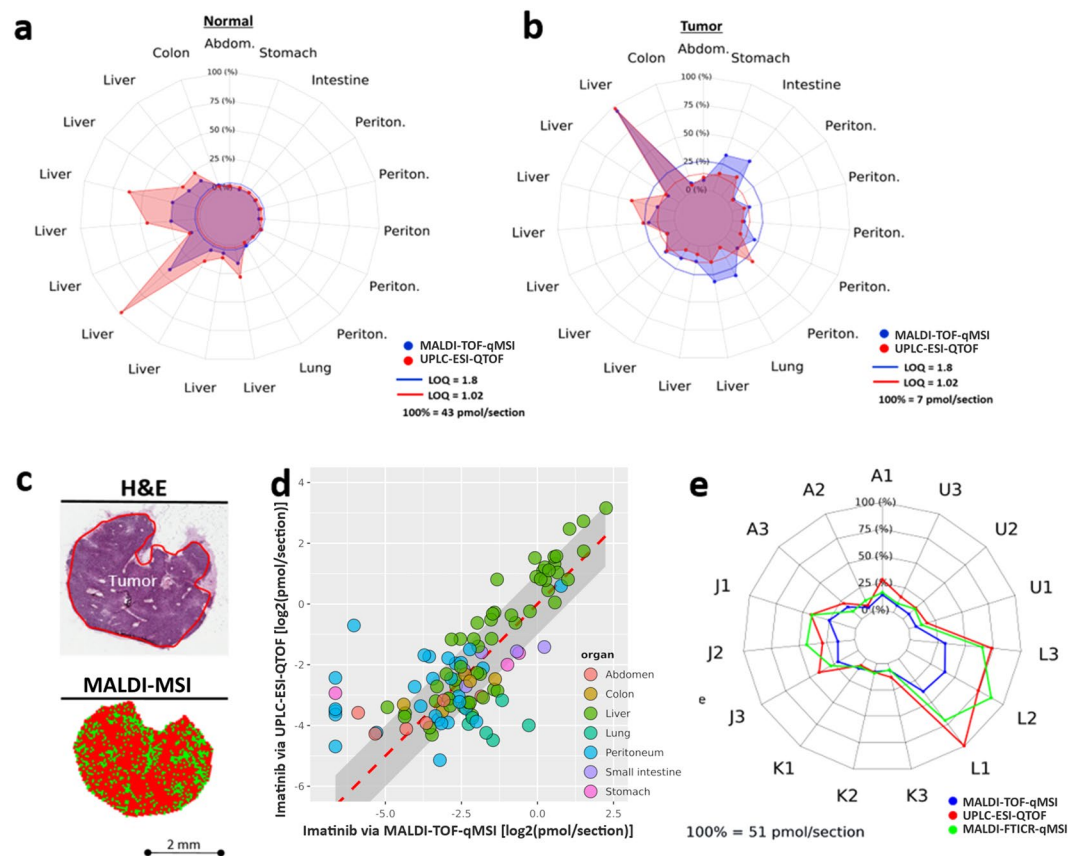 a
Normal
Abdom.
Stomach
Intestine
Periton.
Periton.
Periton
Periton.
Periton.
Lung
Liver
Liver
Liver
Liver
Liver
Liver
Liver
Liver
Liver
Colon
100 (%)
75 (%)
50 (%)
25 (%)
0 (%)
MALDI-TOF-qMSI
UPLC-ESI-QTOF
LOQ = 1.8
LOQ = 1.02
100% = 43 pmol/section
b
Tumor
Abdom.
Stomach
Intestine
Periton.
Periton.
Periton.
Periton.
Periton.
Lung
Liver
Liver
Liver
Liver
Liver
Liver
Liver
Liver
Liver
Colon
100 (%)
75 (%)
50 (%)
25 (%)
0 (%)
MALDI-TOF-qMSI
UPLC-ESI-QTOF
LOQ = 1.8
LOQ = 1.02
100% = 7 pmol/section
c
H&E
Tumor
MALDI-MSI
2 mm
d
Imatinib via UPLC-ESI-QTOF [log2(pmol/section)]
4
2
0
-2
-4
-6
-5.0
-2.5
0.0
2.5
Imatinib via MALDI-TOF-qMSI [log2(pmol/section)]
organ
Abdomen
Colon
Liver
Lung
Peritoneum
Small intestine
Stomach
e
A1
U3
U2
U1
L3
L2
L1
K3
K2
K1
J3
J2
J1
A3
A2
100 (%)
75 (%)
50 (%)
25 (%)
0 (%)
e
100% = 51 pmol/section
MALDI-TOF-qMSI
UPLC-ESI-QTOF
MALDI-FTICR-qMSI